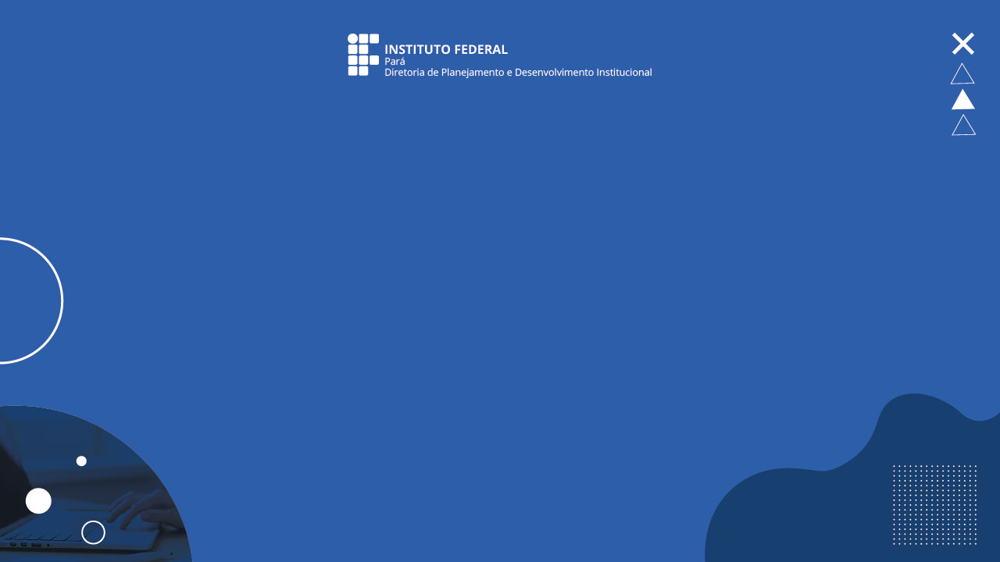 INSTITUTO FEDERAL
Pará
Diretoria de Planejamento e Desenvolvimento Institucional